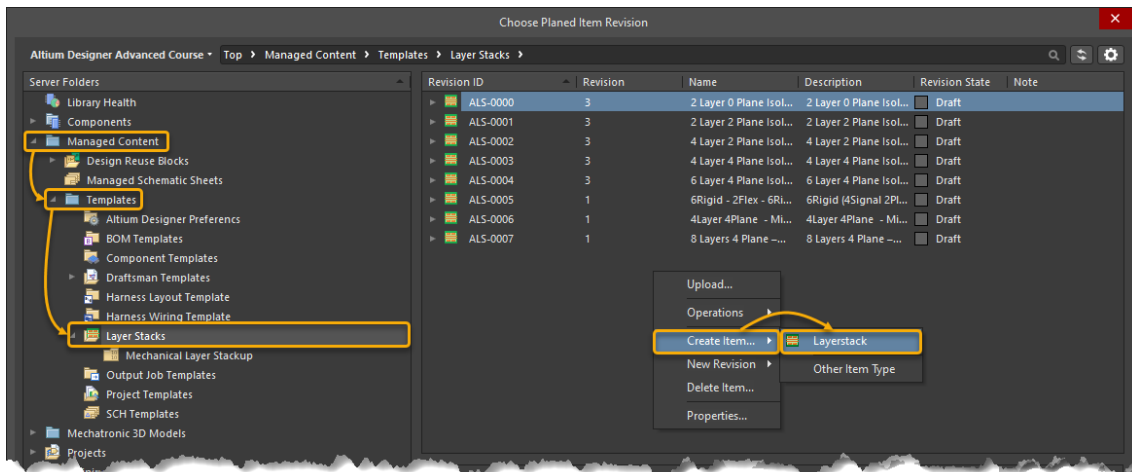 Choose Planed Item Revision
Altium Designer Advanced Course Top > Managed Content > Templates > Layer Stacks >
Server Folders
Library Health
Components
Managed Content
Design Reuse Blocks
Managed Schematic Sheets
Templates
Altium Designer Preferencs
BOM Templates
Component Templates
Draftsman Templates
Harness Layout Template
Harness Wiring Template
Layer Stacks
Mechanical Layer Stackup
Output Job Templates
Project Templates
SCH Templates
Mechatronic 3D Models
Projects
Revision ID Revision Name Description Revision State Note
ALS-0000 3 2 Layer 0 Plane Isol... 2 Layer 0 Plane Isol... Draft
ALS-0001 3 2 Layer 2 Plane Isol... 2 Layer 2 Plane Isol... Draft
ALS-0002 3 4 Layer 2 Plane Isol... 4 Layer 2 Plane Isol... Draft
ALS-0003 3 4 Layer 4 Plane Isol... 4 Layer 4 Plane Isol... Draft
ALS-0004 3 6 Layer 4 Plane Isol... 6 Layer 4 Plane Isol... Draft
ALS-0005 1 6Rigid - 2Flex - 6Ri... 6Rigid (4Signal 2Pl... Draft
ALS-0006 1 4Layer 4Plane - Mi... 4Layer 4Plane - Mi... Draft
ALS-0007 1 8 Layers 4 Plane –... 8 Layers 4 Plane –... Draft
Upload...
Operations
Create Item...
New Revision
Delete Item...
Properties...
Layerstack
Other Item Type